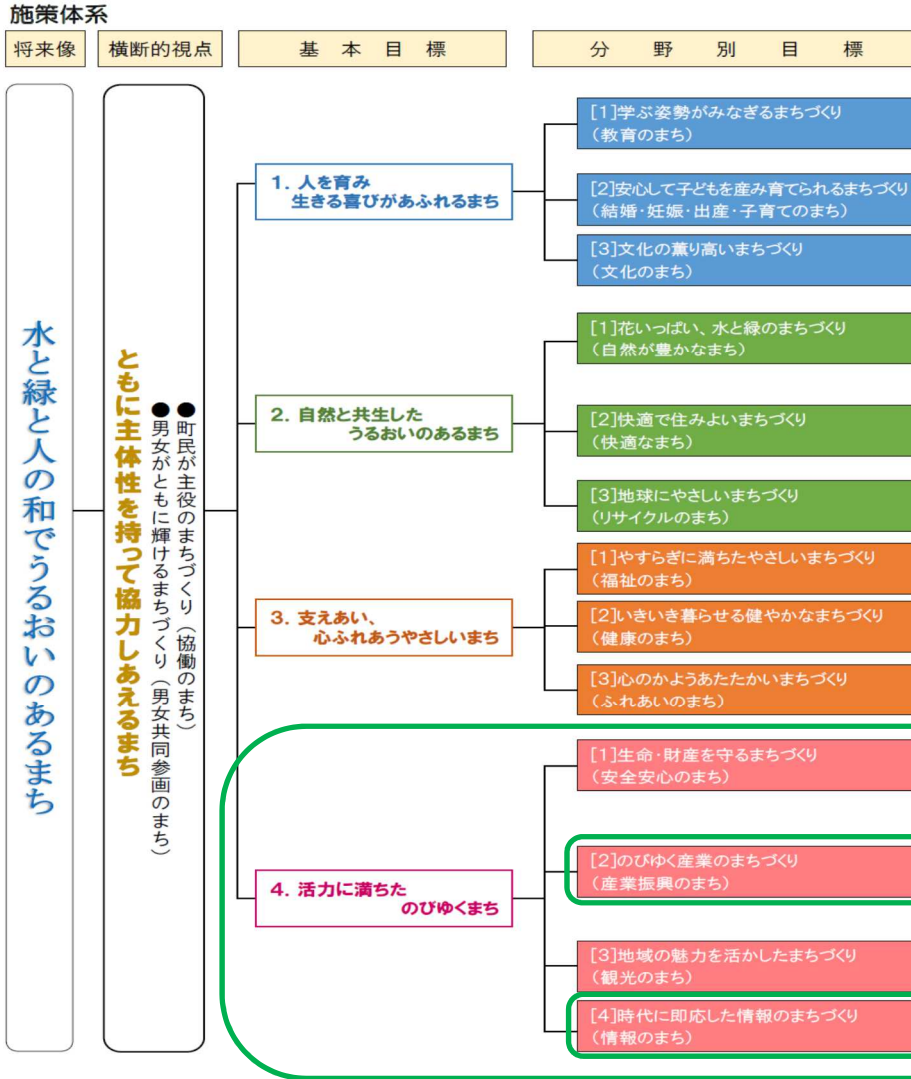 施策体系
将来像
横断的視点
基本目標
分野別目標
水と緑と人の和でうるおいのあるまち
ともに主体性を持って協力しあえるまち
●町民が主役のまちづくり（協働のまち）
●男女がともに輝けるまちづくり（男女共同参画のまち）
1. 人を育み
生きる喜びがあふれるまち
[1]学ぶ姿勢がみなぎるまちづくり
（教育のまち）
[2]安心して子どもを産み育てられるまちづくり
（結婚・妊娠・出産・子育てのまち）
[3]文化の薫り高いまちづくり
（文化のまち）
2. 自然と共生した
うるおいのあるまち
[1]花いっぱい、水と緑のまちづくり
（自然が豊かなまち）
[2]快適で住みよいまちづくり
（快適なまち）
[3]地球にやさしいまちづくり
（リサイクルのまち）
3. 支えあい、
心ふれあうやさしいまち
[1]やすらぎに満ちたやさしいまちづくり
（福祉のまち）
[2]いきいき暮らせる健やかなまちづくり
（健康のまち）
[3]心のかようあたたかいまちづくり
（ふれあいのまち）
4. 活力に満ちた
のびゆくまち
[1]生命・財産を守るまちづくり
（安全安心のまち）
[2]のびゆく産業のまちづくり
（産業振興のまち）
[3]地域の魅力を活かしたまちづくり
（観光のまち）
[4]時代に即応した情報のまちづくり
（情報のまち）